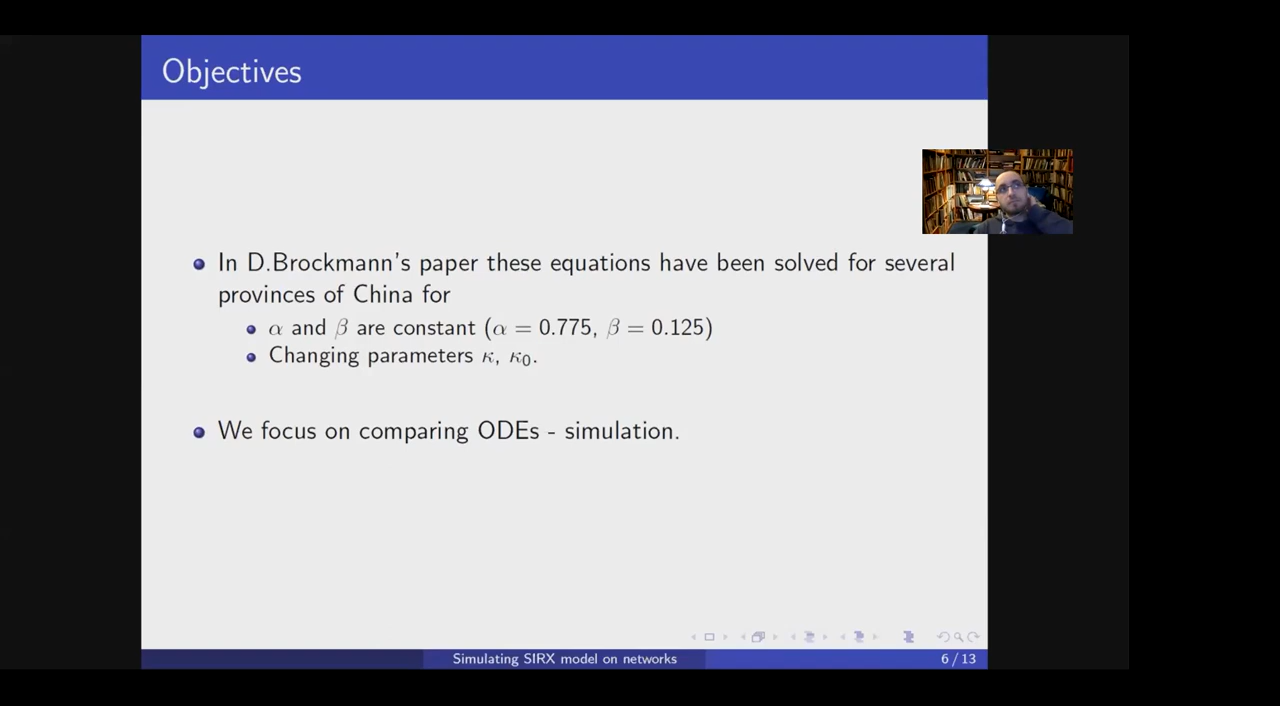 Objectives
In D.Brockmann's paper these equations have been solved for several
provinces of China for
α and β are constant (α = 0.775, β = 0.125)
Changing parameters κ, κ₀.
We focus on comparing ODEs - simulation.
Simulating SIRX model on networks
6 / 13